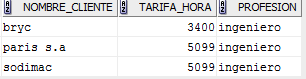 NOMBRE_CLIENTE TARIFA_HORA PROFESION
bryc 3400 ingeniero
paris s.a 5099 ingeniero
sodimac 5099 ingeniero